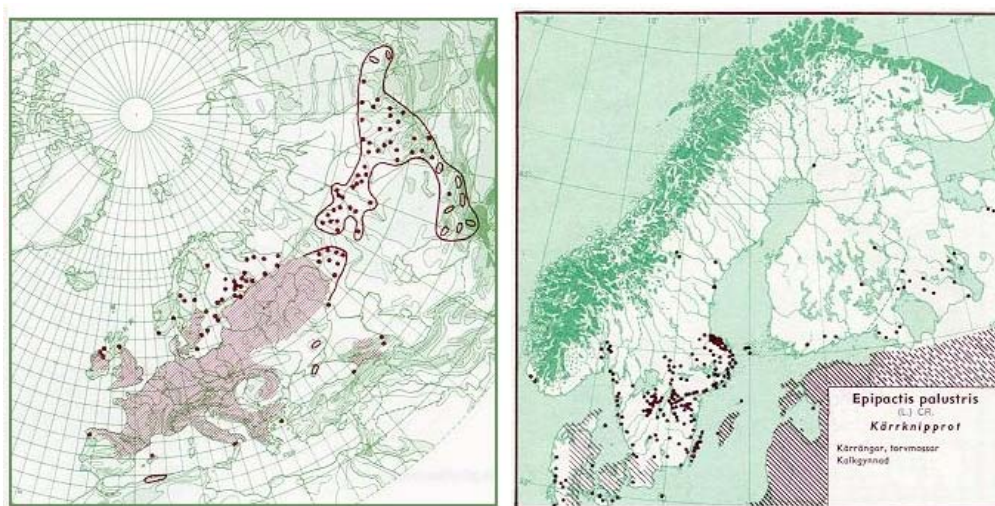 Epipactis palustris
(L.) CR.
Kärrknipprot
Kärrängar, torvmossar
Kalkgynnad